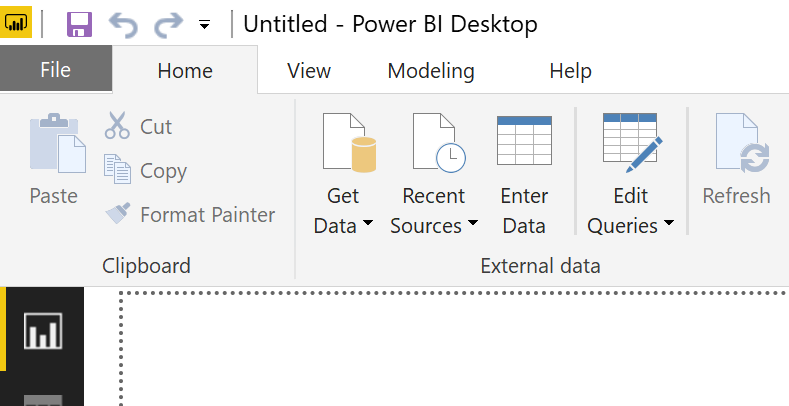 Untitled - Power BI Desktop
File Home View Modeling Help
Paste
Cut
Copy
Format Painter
Clipboard
Get
Data
Recent
Sources
Enter
Data
Edit
Queries
Refresh
External data